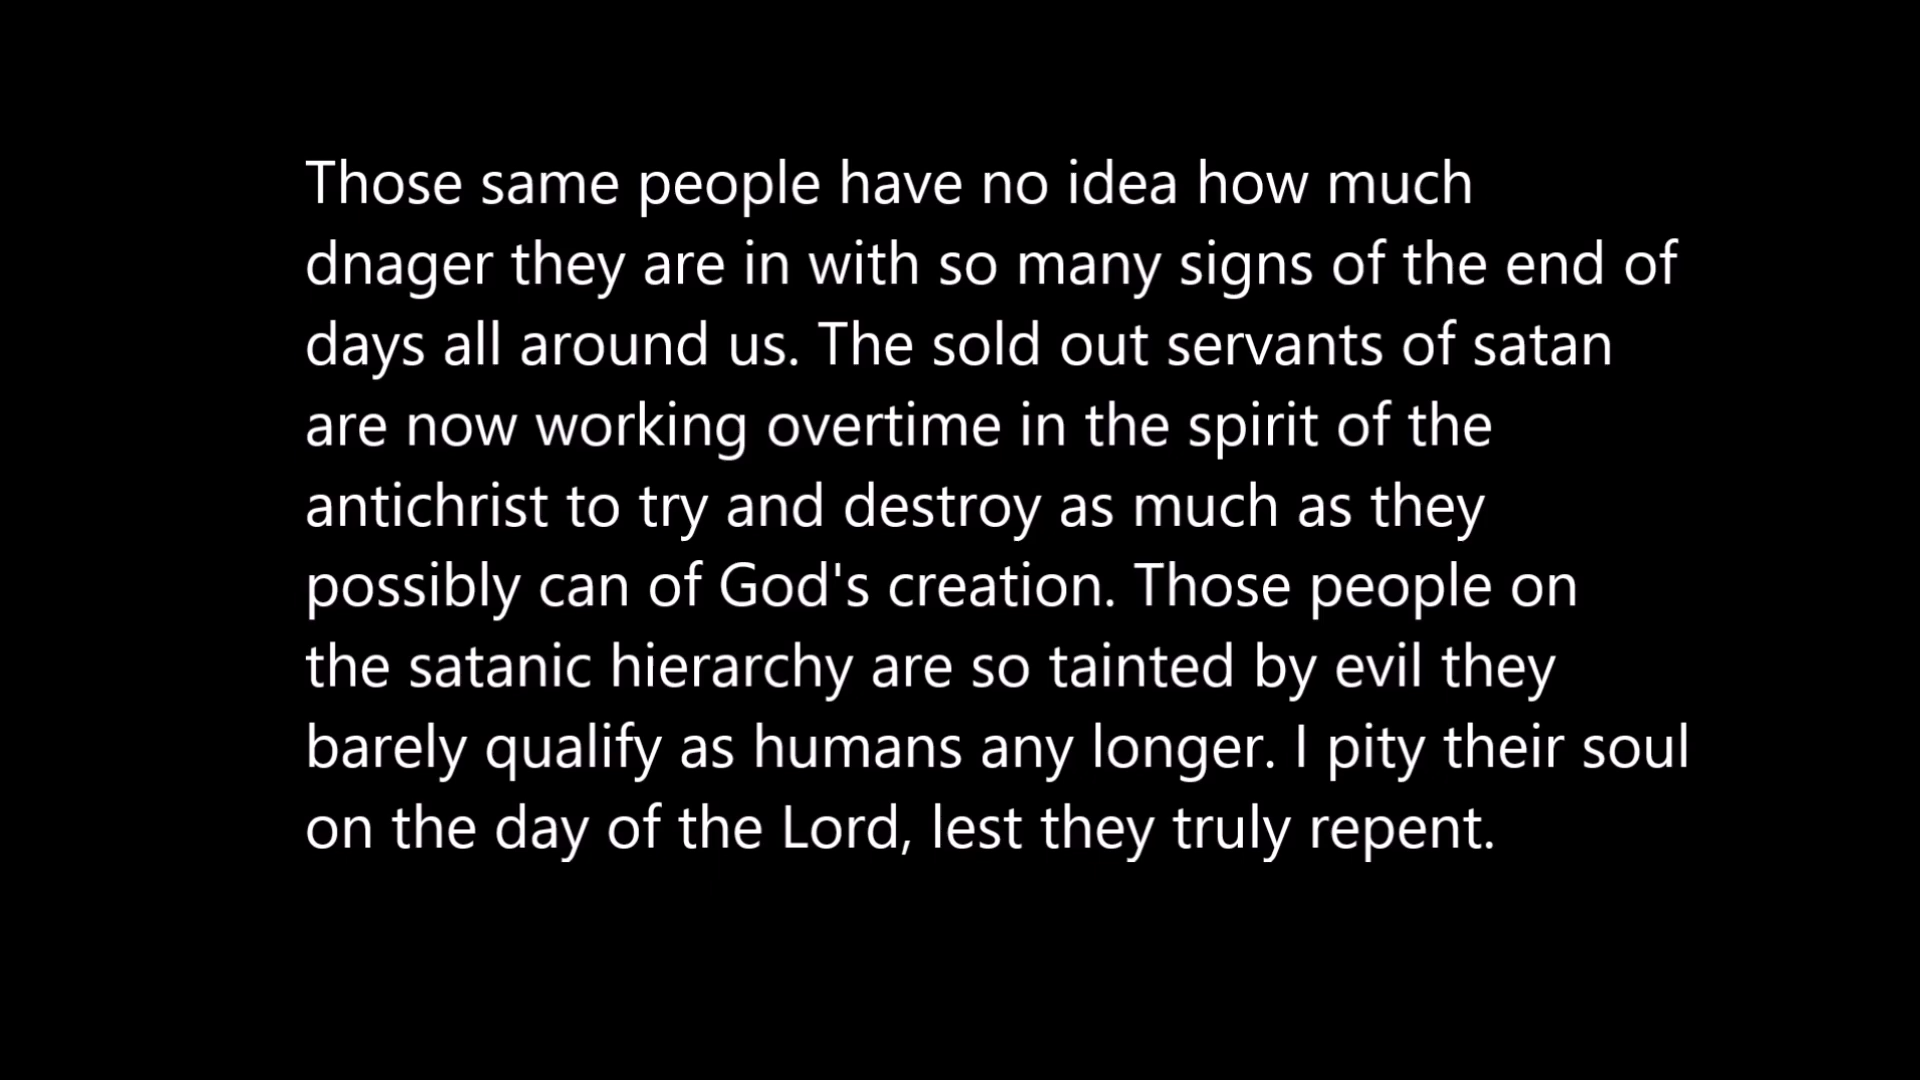 Those same people have no idea how much
dnager they are in with so many signs of the end of
days all around us. The sold out servants of satan
are now working overtime in the spirit of the
antichrist to try and destroy as much as they
possibly can of God's creation. Those people on
the satanic hierarchy are so tainted by evil they
barely qualify as humans any longer. I pity their soul
on the day of the Lord, lest they truly repent.